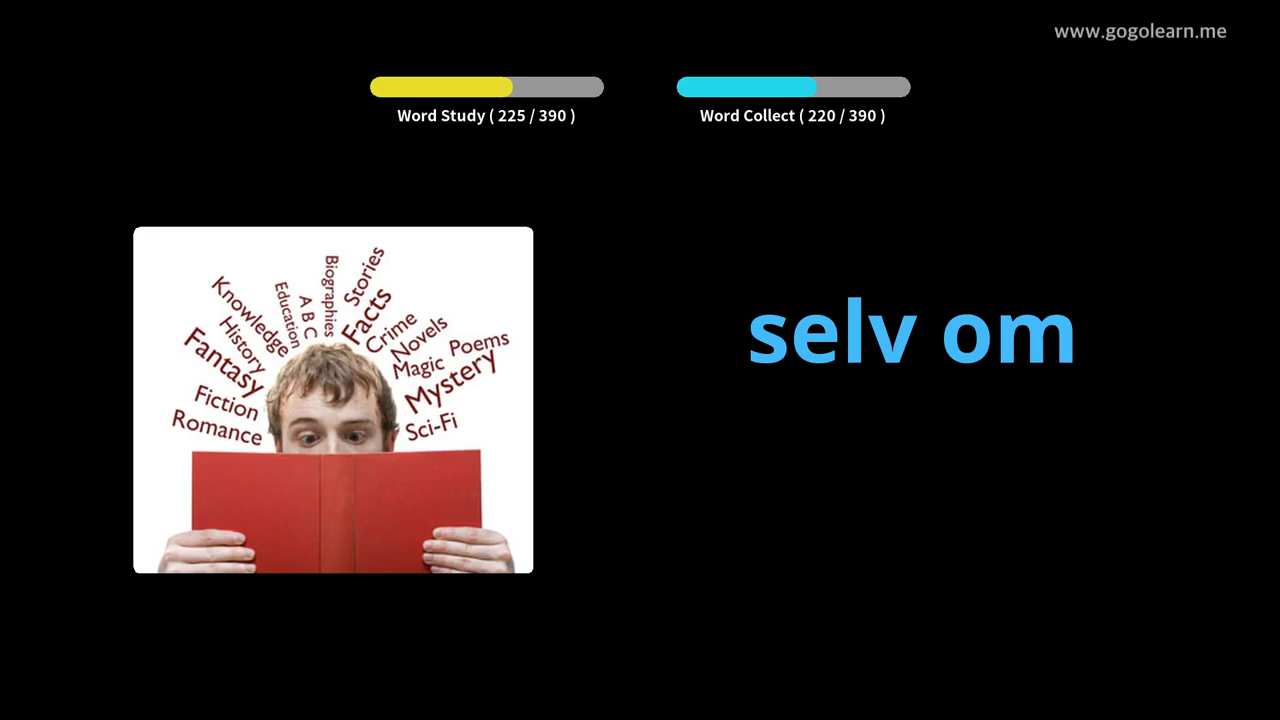 www.gogolearn.me
Word Study ( 225 / 390 )
Word Collect ( 220 / 390 )
Biographies
Stories
Education
A B C
Facts
Knowledge
Crime
History
Novels
Fantasy
Magic
Poems
Mystery
Fiction
Romance
Sci-Fi
selv om